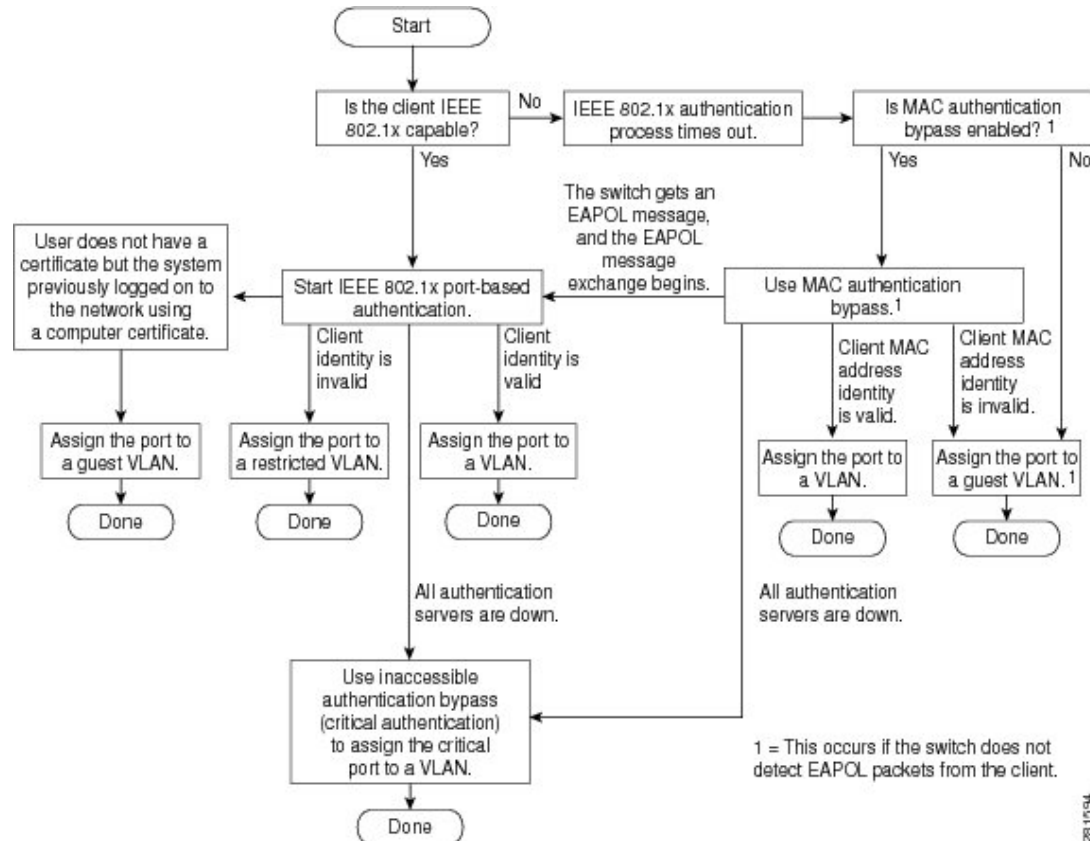 Start
Is the client IEEE
802.1x capable?
No
IEEE 802.1x authentication
process times out.
Is MAC authentication
bypass enabled? 1
Yes
Yes
No
The switch gets an
EAPOL message,
and the EAPOL
message
exchange begins.
User does not have a
certificate but the system
previously logged on to
the network using
a computer certificate.
Start IEEE 802.1x port-based
authentication.
Use MAC authentication
bypass.1
Client
identity is
invalid
Client
identity is
valid
Client MAC
address
identity
is valid.
Client MAC
address
identity
is invalid.
Assign the port to
a guest VLAN.
Assign the port to
a restricted VLAN.
Assign the port to
a VLAN.
Assign the port to
a VLAN.
Assign the port to
a guest VLAN.1
Done
Done
Done
Done
Done
All authentication
servers are down.
All authentication
servers are down.
Use inaccessible
authentication bypass
(critical authentication)
to assign the critical
port to a VLAN.
Done
1 = This occurs if the switch does not
detect EAPOL packets from the client.
281594